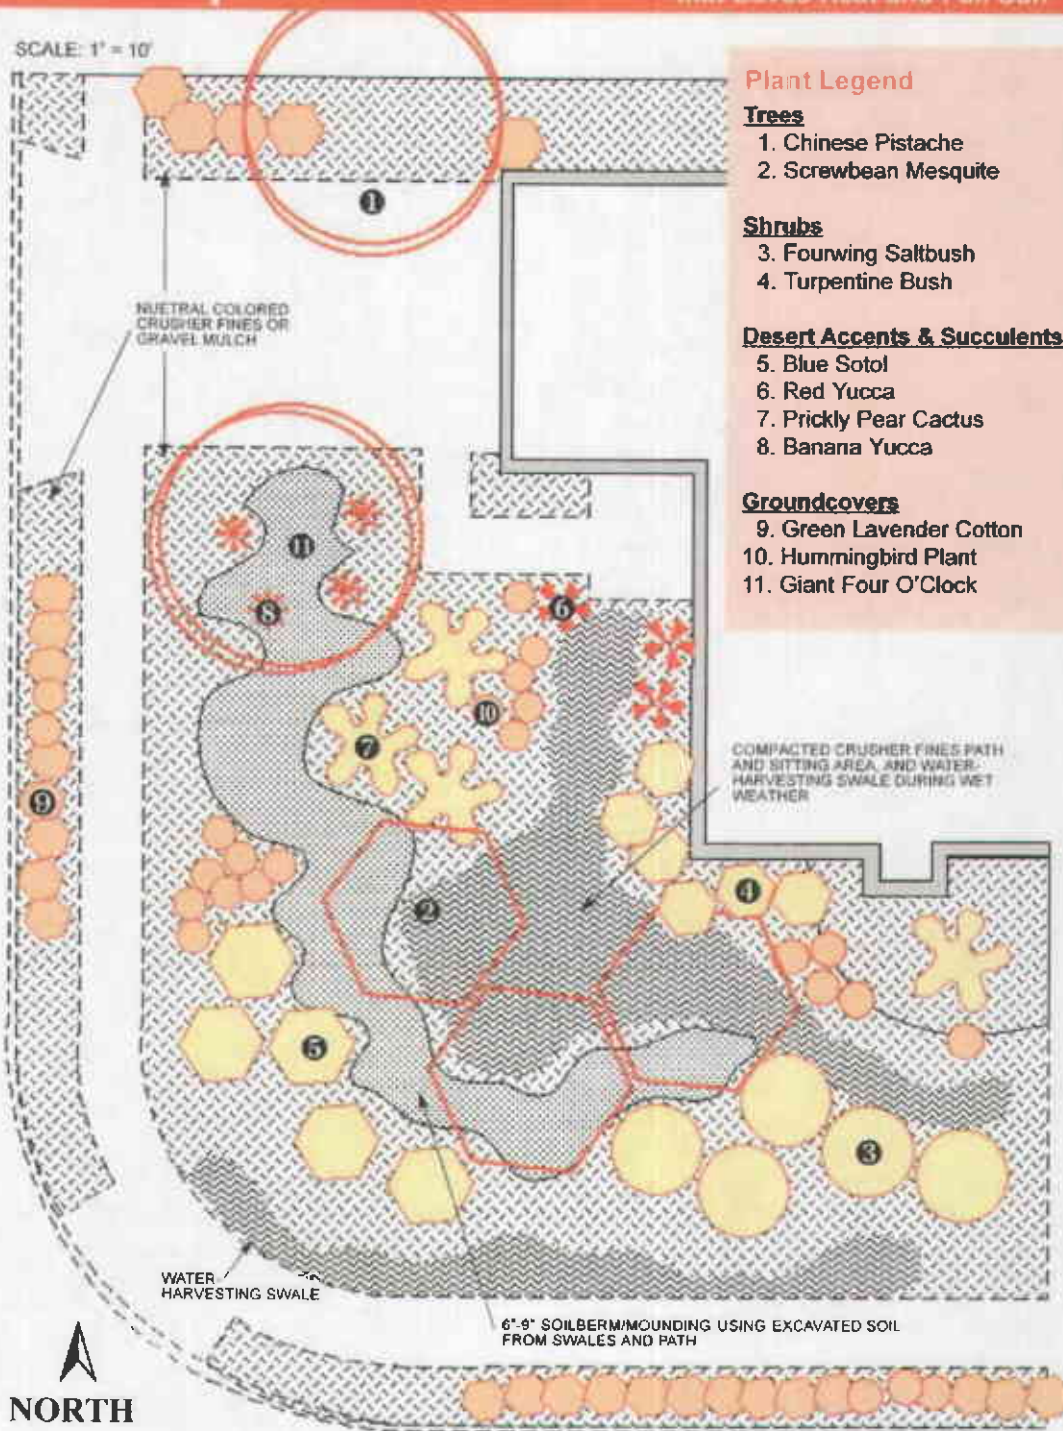 SCALE: 1" = 10'
Plant Legend
Trees
1. Chinese Pistache
2. Screwbean Mesquite
Shrubs
3. Fourwing Saltbush
4. Turpentine Bush
Desert Accents & Succulents
5. Blue Sotol
6. Red Yucca
7. Prickly Pear Cactus
8. Banana Yucca
Groundcovers
9. Green Lavender Cotton
10. Hummingbird Plant
11. Giant Four O'Clock
1
NUETRAL COLORED
CRUSHER FINES OR
GRAVEL MULCH
11
8
6
10
7
COMPACTED CRUSHER FINES PATH
AND SITTING AREA, AND WATER-
HARVESTING SWALE DURING WET
WEATHER
9
4
2
5
3
WATER
HARVESTING SWALE
6"-9" SOILBERM/MOUNDING USING EXCAVATED SOIL
FROM SWALES AND PATH
NORTH